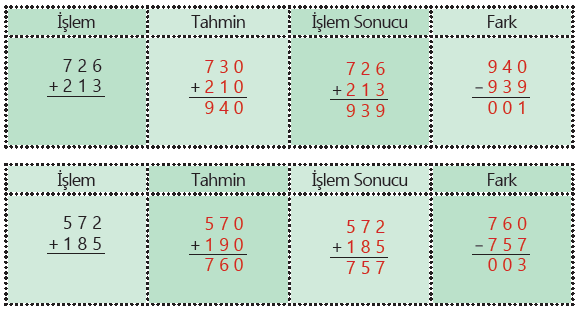 İşlem Tahmin İşlem Sonucu Fark
726 730 726 940
+213 +210 +213 −939
940 939 001
İşlem Tahmin İşlem Sonucu Fark
572 570 572 760
+185 +190 +185 −757
760 757 003